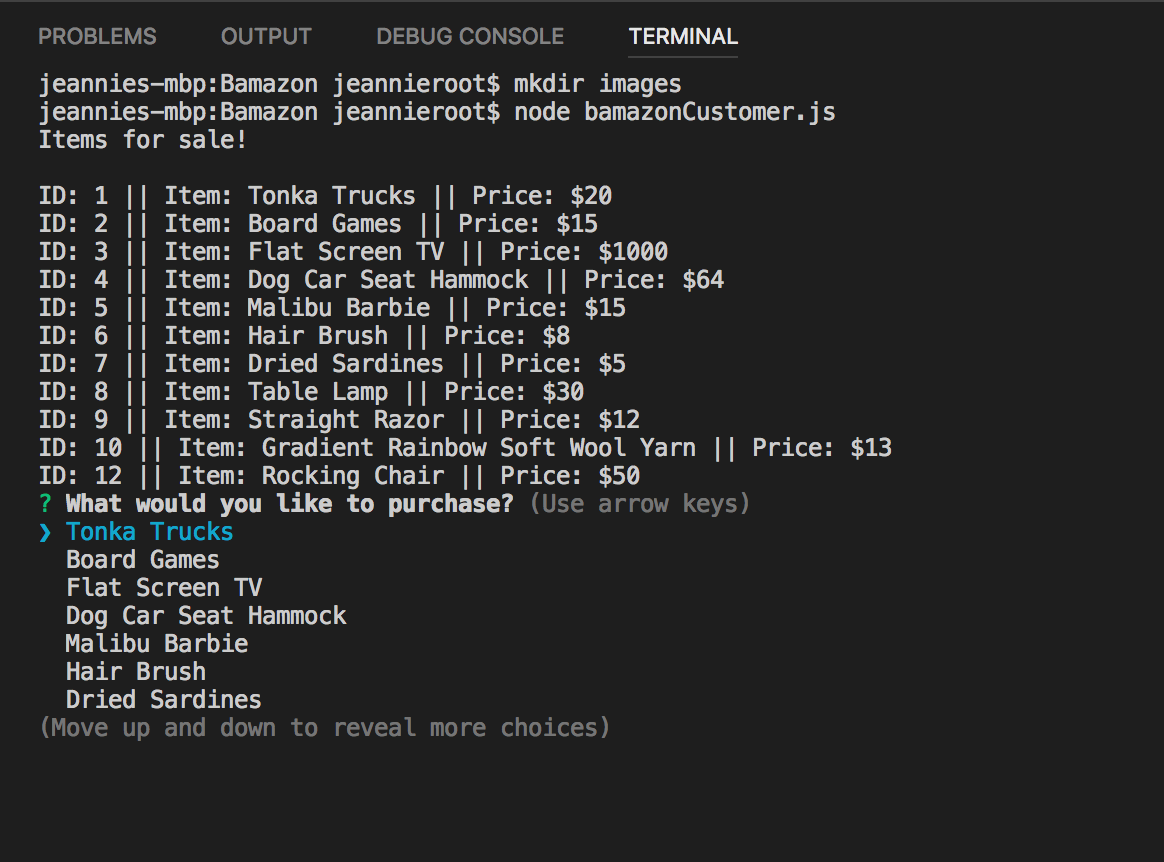 PROBLEMS OUTPUT DEBUG CONSOLE TERMINAL
jeannies-mbp:Bamazon jeannieroot$ mkdir images
jeannies-mbp:Bamazon jeannieroot$ node bamazonCustomer.js
Items for sale!
ID: 1 || Item: Tonka Trucks || Price: $20
ID: 2 || Item: Board Games || Price: $15
ID: 3 || Item: Flat Screen TV || Price: $1000
ID: 4 || Item: Dog Car Seat Hammock || Price: $64
ID: 5 || Item: Malibu Barbie || Price: $15
ID: 6 || Item: Hair Brush || Price: $8
ID: 7 || Item: Dried Sardines || Price: $5
ID: 8 || Item: Table Lamp || Price: $30
ID: 9 || Item: Straight Razor || Price: $12
ID: 10 || Item: Gradient Rainbow Soft Wool Yarn || Price: $13
ID: 12 || Item: Rocking Chair || Price: $50
? What would you like to purchase? (Use arrow keys)
❯ Tonka Trucks
Board Games
Flat Screen TV
Dog Car Seat Hammock
Malibu Barbie
Hair Brush
Dried Sardines
(Move up and down to reveal more choices)